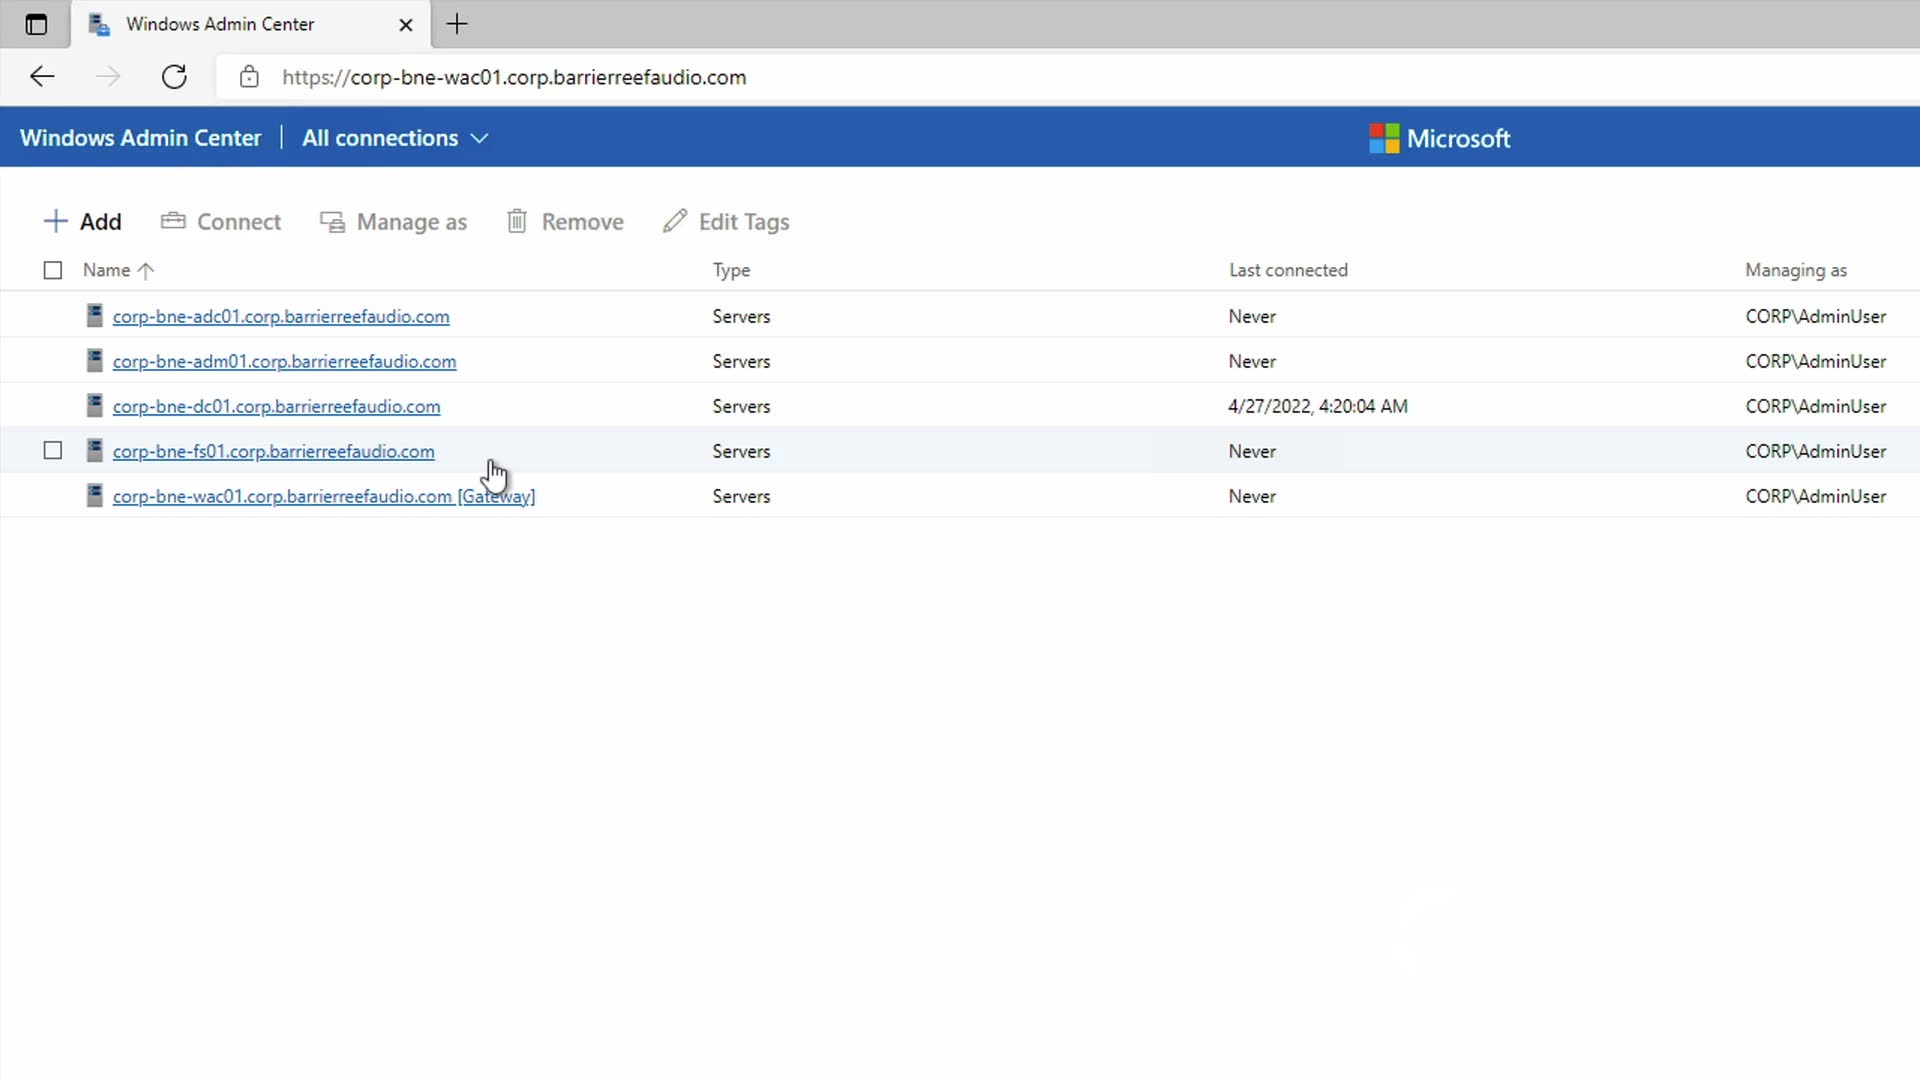 Windows Admin Center
https://corp-bne-wac01.corp.barrierreefaudio.com
Windows Admin Center | All connections Microsoft
Add Connect Manage as Remove Edit Tags
Name Type Last connected Managing as
corp-bne-adc01.corp.barrierreefaudio.com Servers Never CORP\AdminUser
corp-bne-adm01.corp.barrierreefaudio.com Servers Never CORP\AdminUser
corp-bne-dc01.corp.barrierreefaudio.com Servers 4/27/2022, 4:20:04 AM CORP\AdminUser
corp-bne-fs01.corp.barrierreefaudio.com Servers Never CORP\AdminUser
corp-bne-wac01.corp.barrierreefaudio.com [Gateway] Servers Never CORP\AdminUser